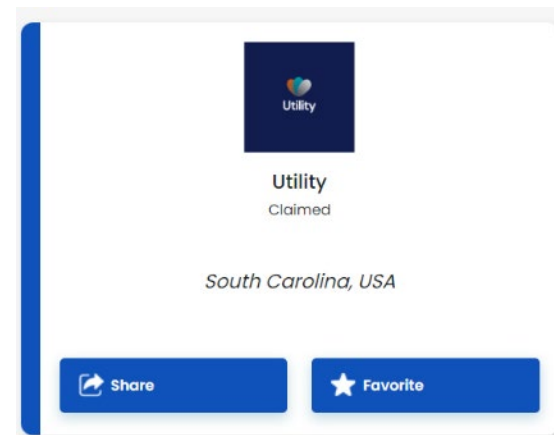 Utility
Utility
Claimed
South Carolina, USA
Share
Favorite